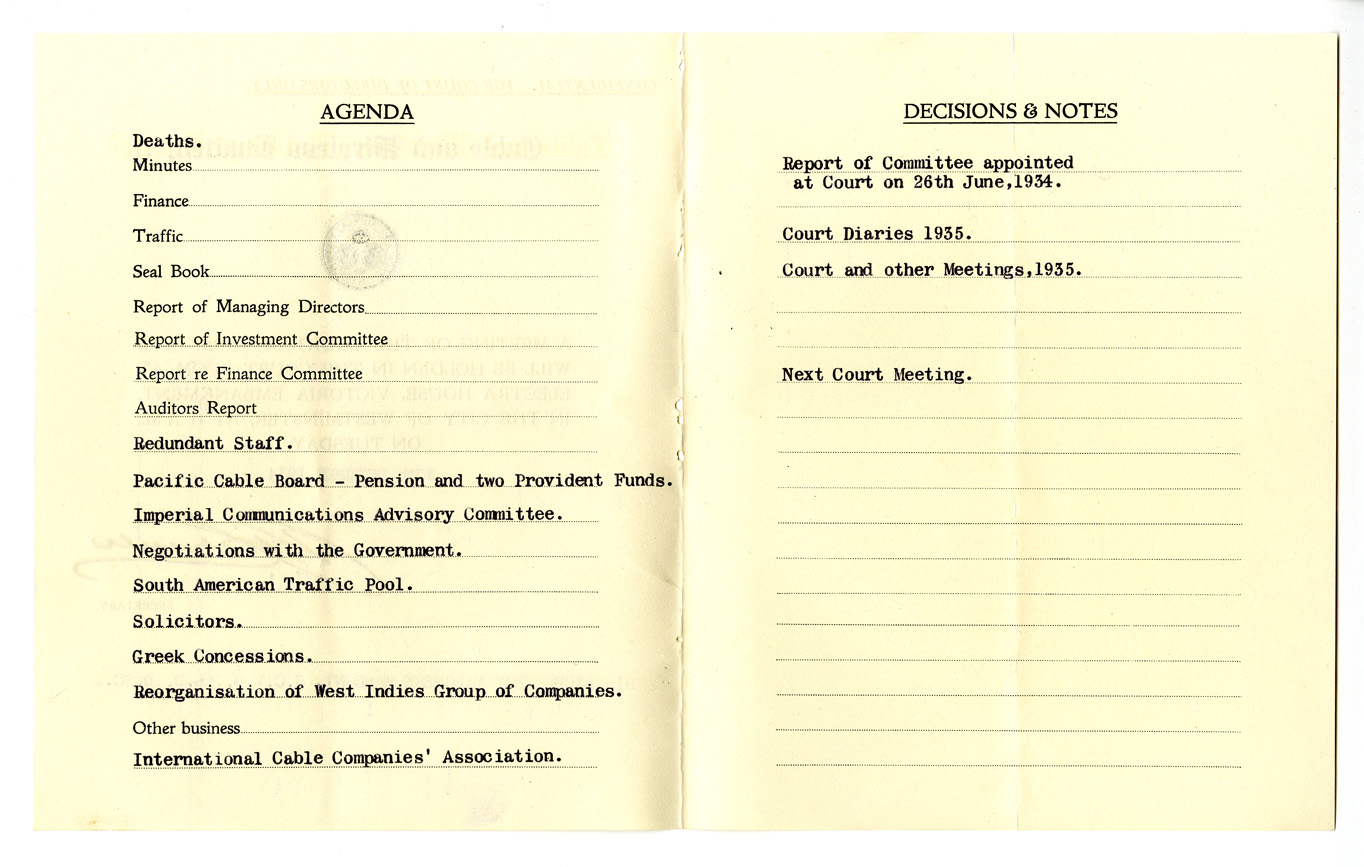 AGENDA
Deaths.
Minutes
Finance
Traffic
Seal Book
Report of Managing Directors
Report of Investment Committee
Report re Finance Committee
Auditors Report
Redundant Staff.
Pacific Cable Board - Pension and two Provident Funds.
Imperial Communications Advisory Committee.
Negotiations with the Government.
South American Traffic Pool.
Solicitors.
Greek Concessions.
Reorganisation of West Indies Group of Companies.
Other business
International Cable Companies' Association.
DECISIONS & NOTES
Report of Committee appointed
at Court on 26th June,1934.
Court Diaries 1935.
Court and other Meetings,1935.
Next Court Meeting.